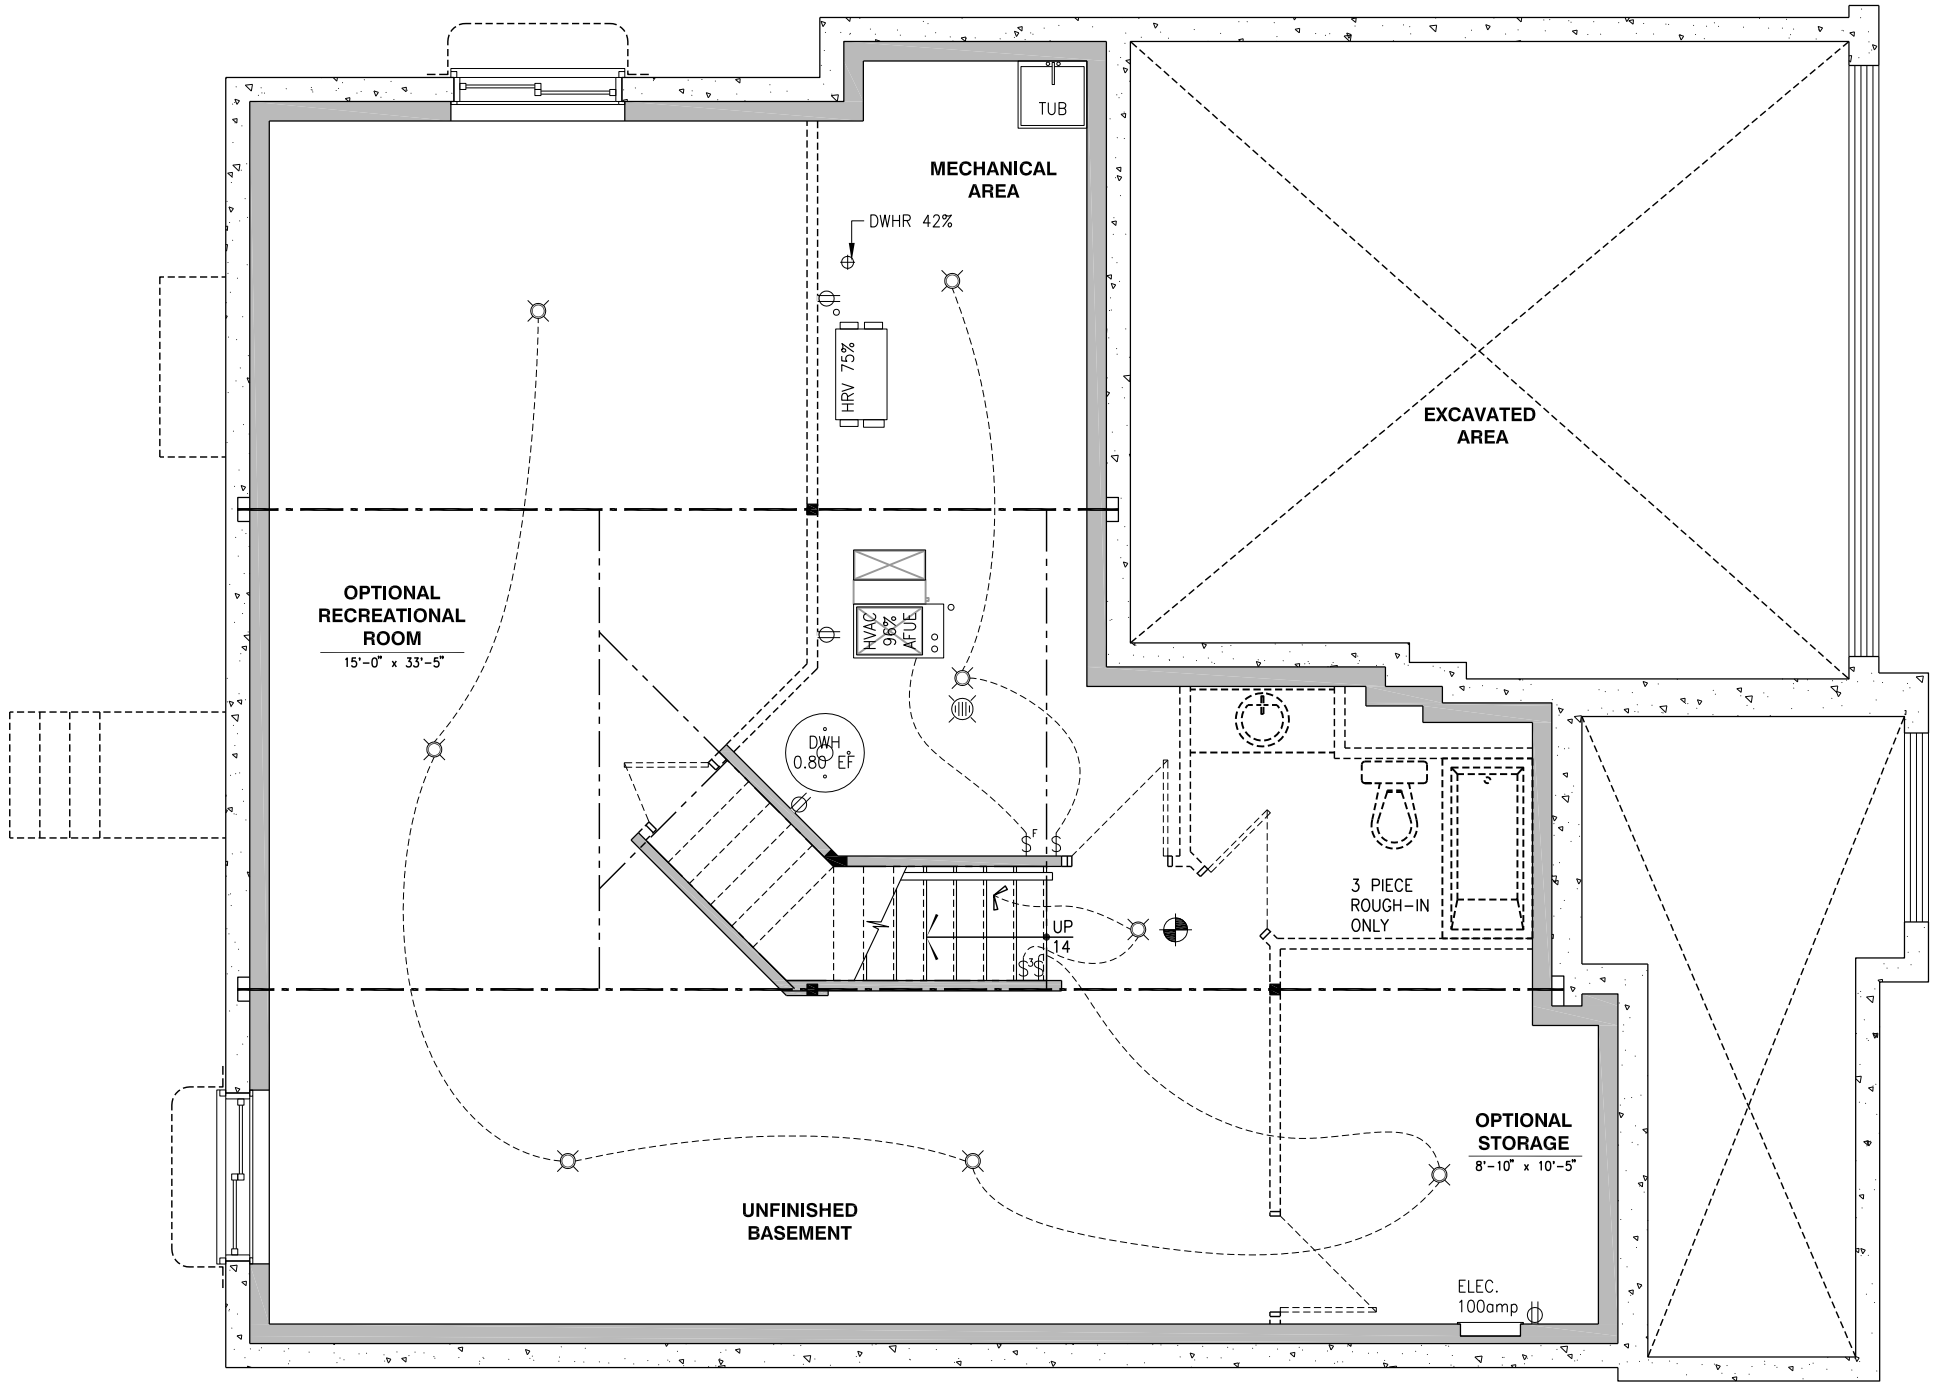 TUB
MECHANICAL
AREA
DWHR 42%
HRV 75%
EXCAVATED
AREA
OPTIONAL
RECREATIONAL
ROOM
15'-0" x 33'-5"
HVAC
96%
AFUE
DWH
0.80 EF
$F
$
3 PIECE
ROUGH-IN
ONLY
UP
14
$3$
OPTIONAL
STORAGE
8'-10" x 10'-5"
UNFINISHED
BASEMENT
ELEC.
100amp